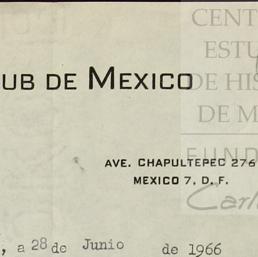 CENT
ESTU
UB DE MEXICO
DE HIS
DE M
FUND
AVE. CHAPULTEPEC 276
MEXICO 7, D. F.
Carl
, a 28 de Junio de 1966